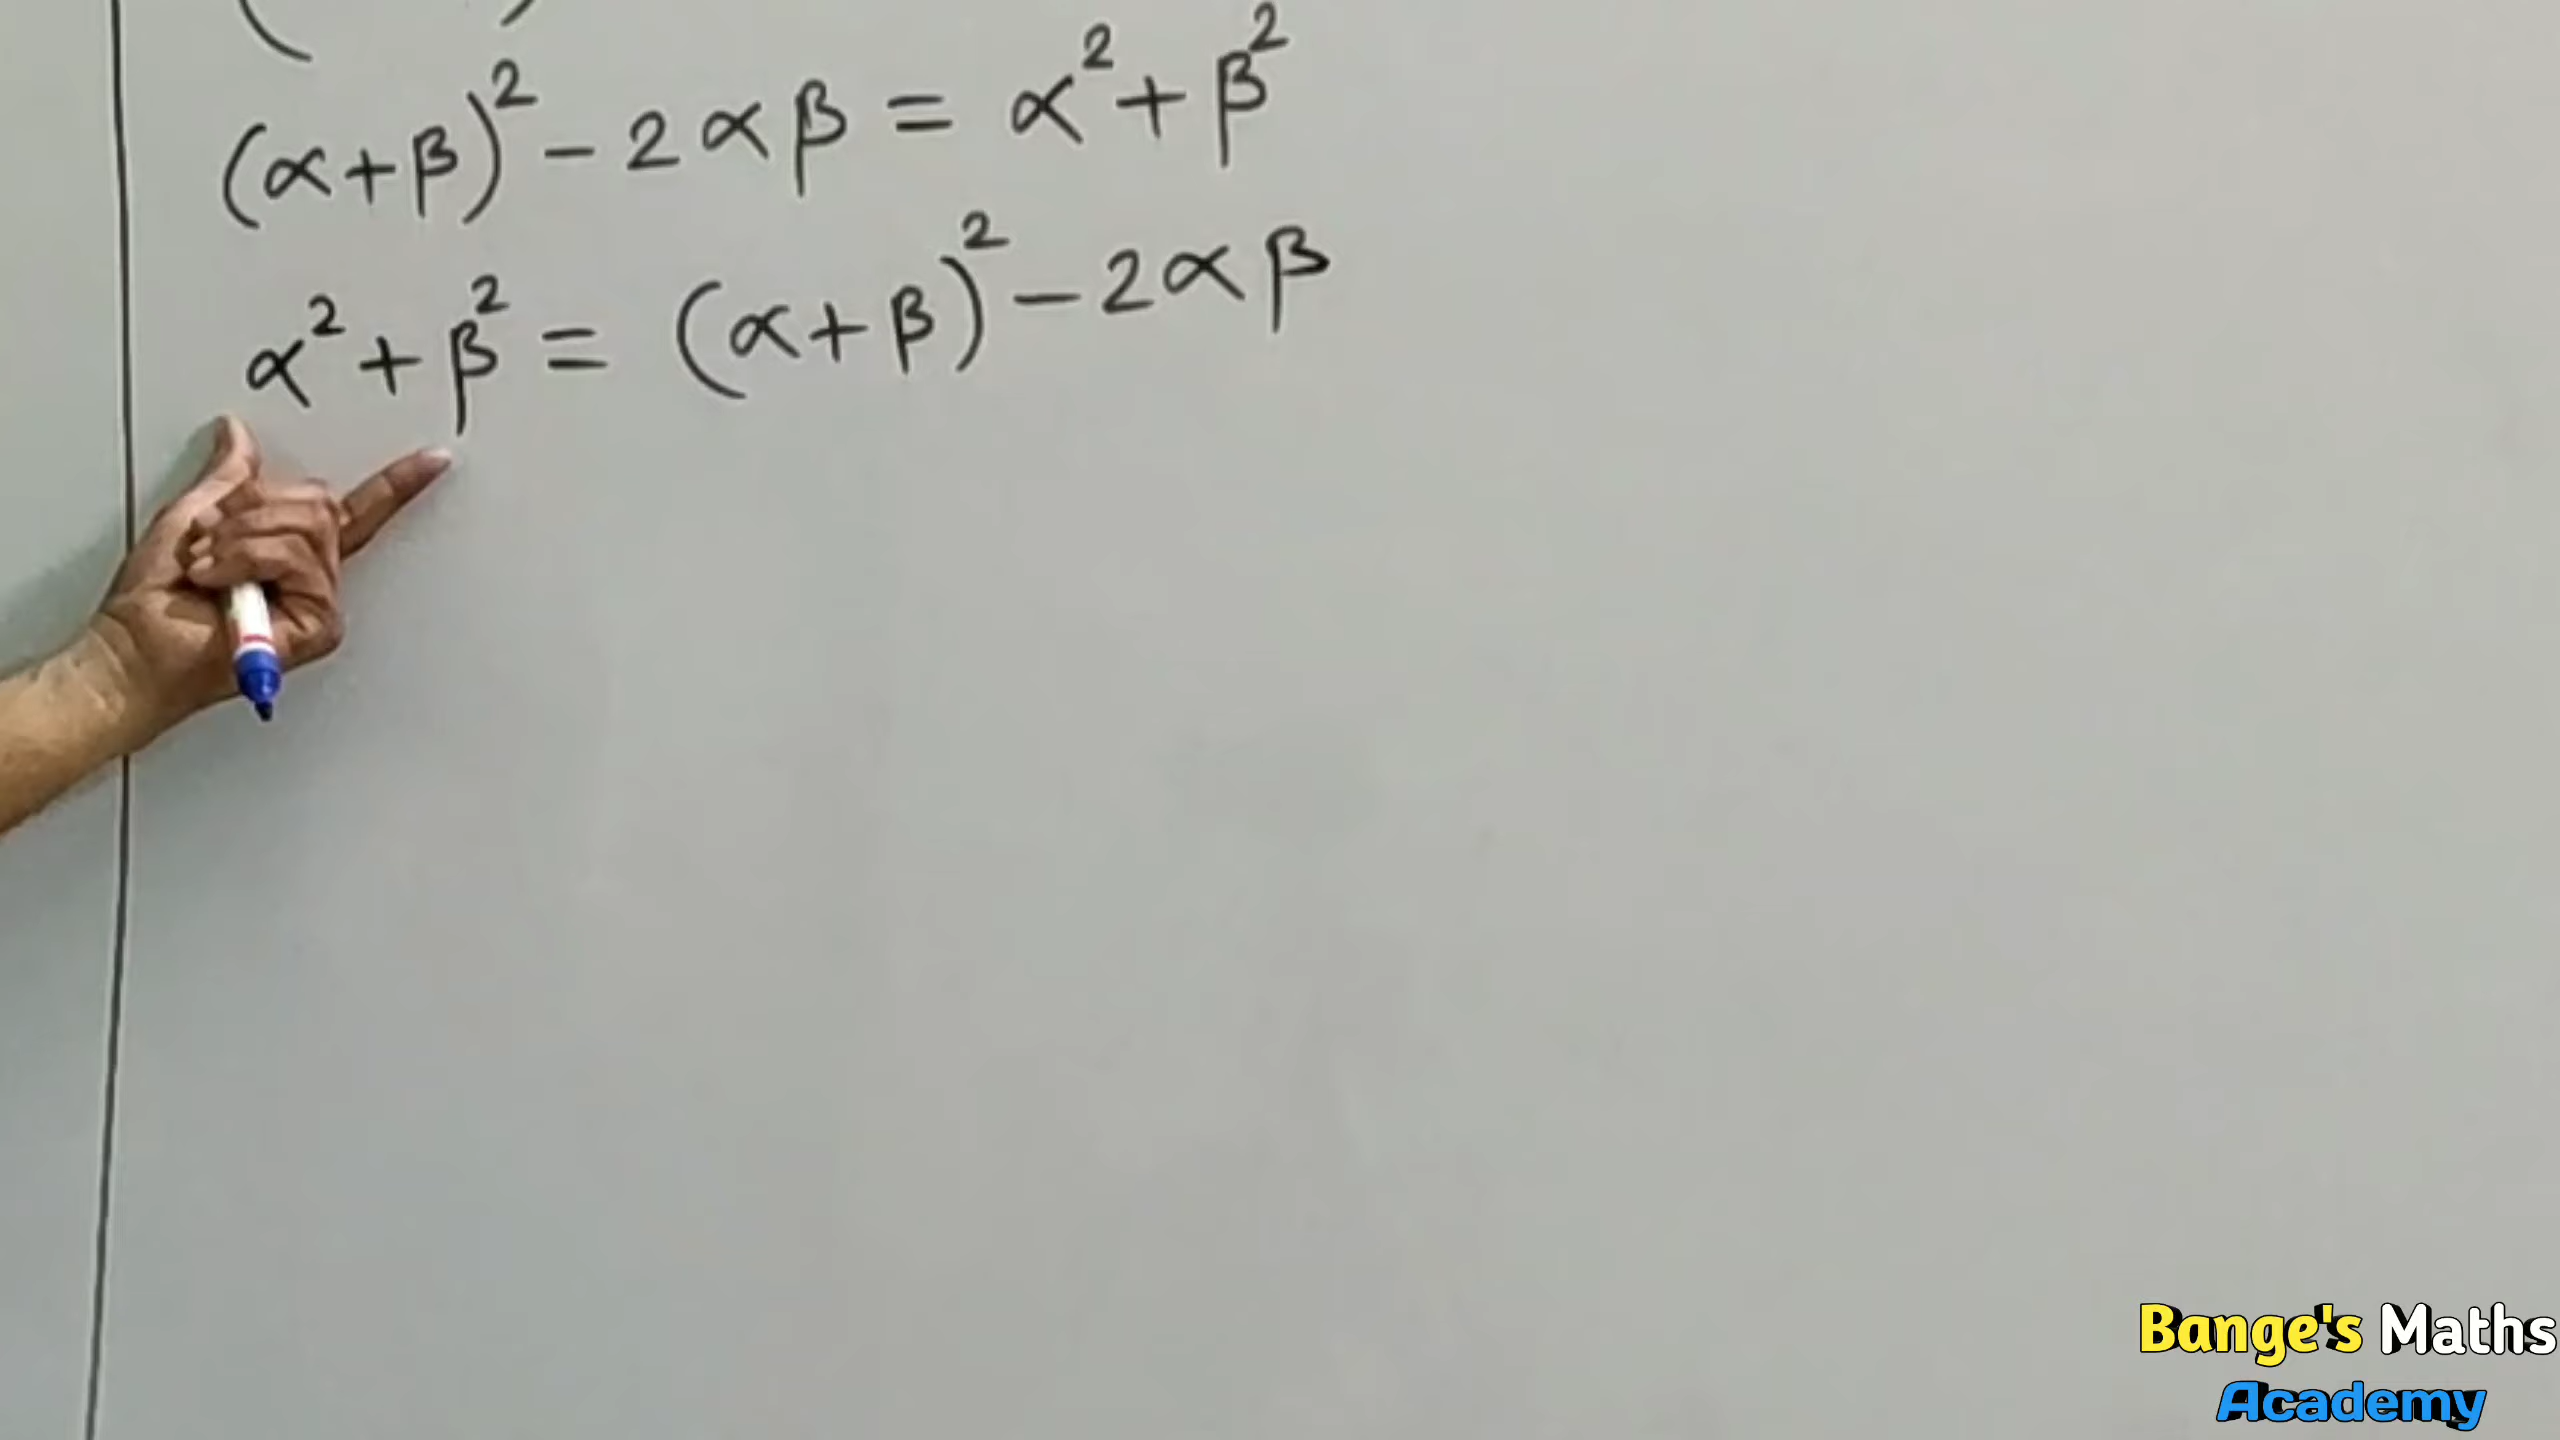 (α+β)² - 2αβ = α² + β²
α² + β² = (α+β)² - 2αβ
Bange's Maths
Academy